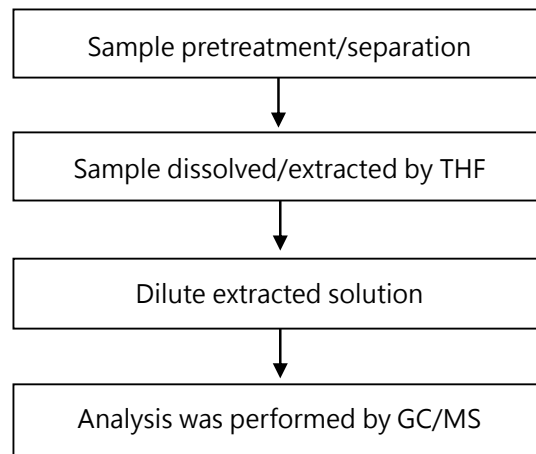 Sample pretreatment/separation
Sample dissolved/extracted by THF
Dilute extracted solution
Analysis was performed by GC/MS